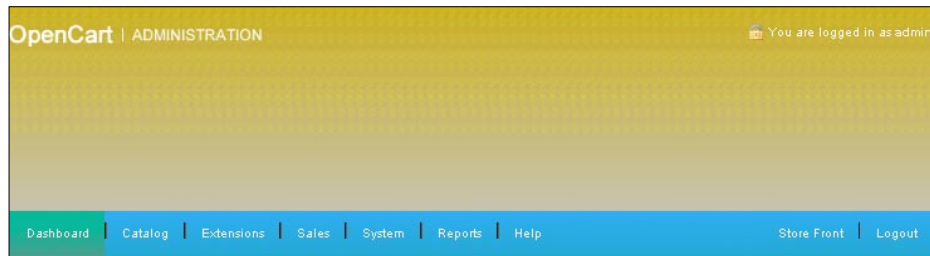 OpenCart | ADMINISTRATION
You are logged in as admin
Dashboard | Catalog | Extensions | Sales | System | Reports | Help
Store Front | Logout